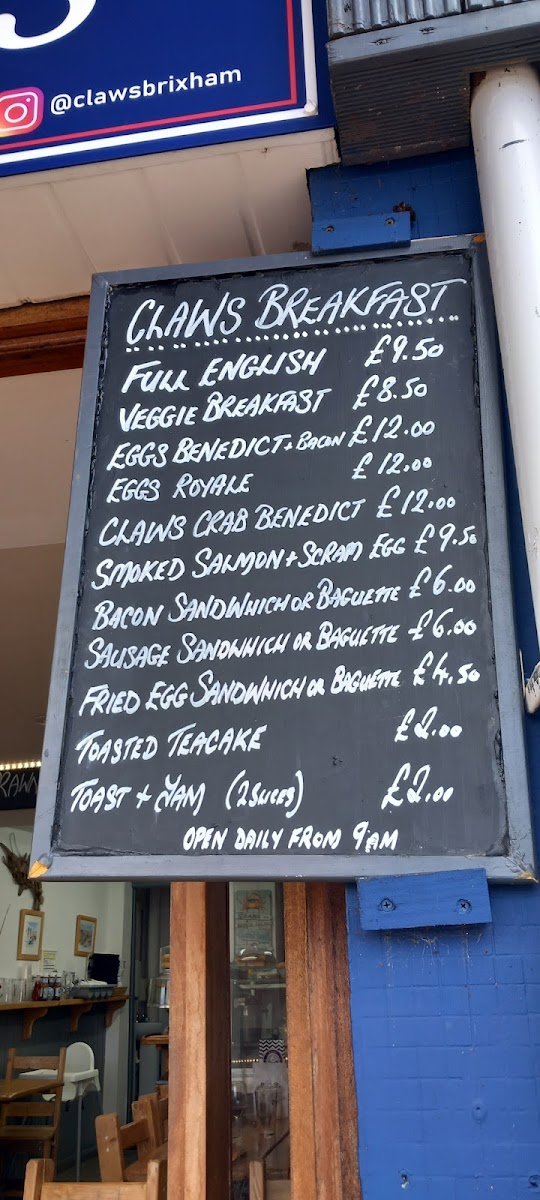 @clawsbrixham
CLAWS BREAKFAST
FULL ENGLISH £9.50
VEGGIE BREAKFAST £8.50
EGGS BENEDICT + BACON £12.00
EGGS ROYALE £12.00
CLAWS CRAB BENEDICT £12.00
SMOKED SALMON + SCRAM EGG £9.50
BACON SANDWHICH OR BAGUETTE £6.00
SAUSAGE SANDWHICH OR BAGUETTE £6.00
FRIED EGG SANDWHICH OR BAGUETTE £4.50
TOASTED TEACAKE £2.00
TOAST + JAM (2 SLICES) £2.00
OPEN DAILY FROM 9AM